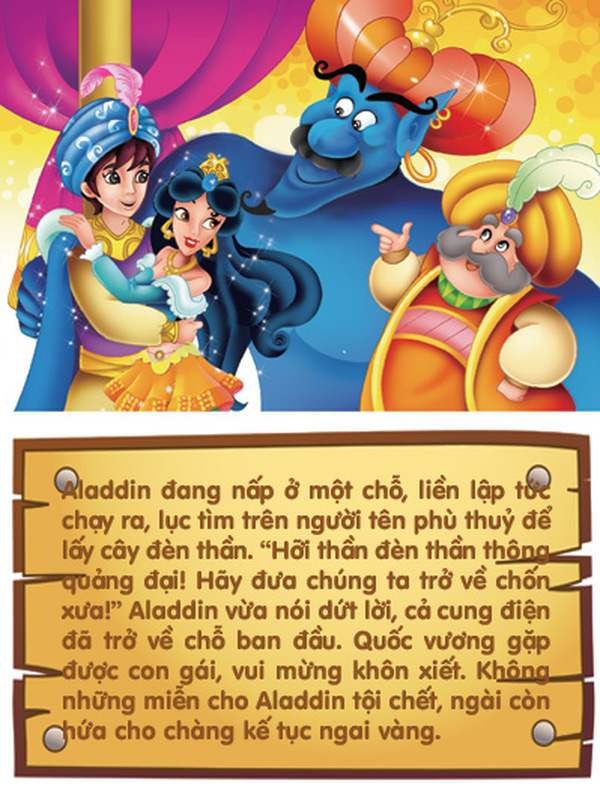 Aladdin đang nấp ở một chỗ, liền lập tức
chạy ra, lục tìm trên người tên phù thuỷ để
lấy cây đèn thần. “Hỡi thần đèn thần thông
quảng đại! Hãy đưa chúng ta trở về chốn
xưa!” Aladdin vừa nói dứt lời, cả cung điện
đã trở về chỗ ban đầu. Quốc vương gặp
được con gái, vui mừng khôn xiết. Không
những miễn cho Aladdin tội chết, ngài còn
hứa cho chàng kế tục ngai vàng.